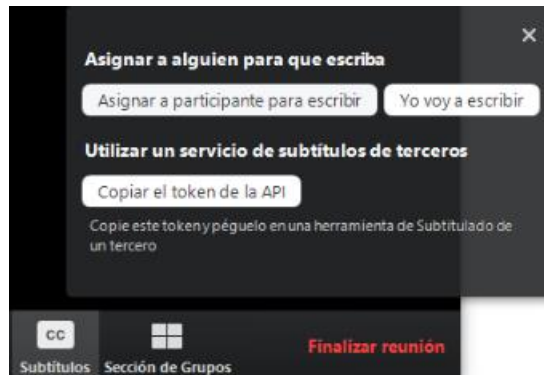 ×
Asignar a alguien para que escriba
Asignar a participante para escribir
Yo voy a escribir
Utilizar un servicio de subtítulos de terceros
Copiar el token de la API
Copie este token y péguelo en una herramienta de Subtitulado de
un tercero
CC
Subtítulos
Sección de Grupos
Finalizar reunión